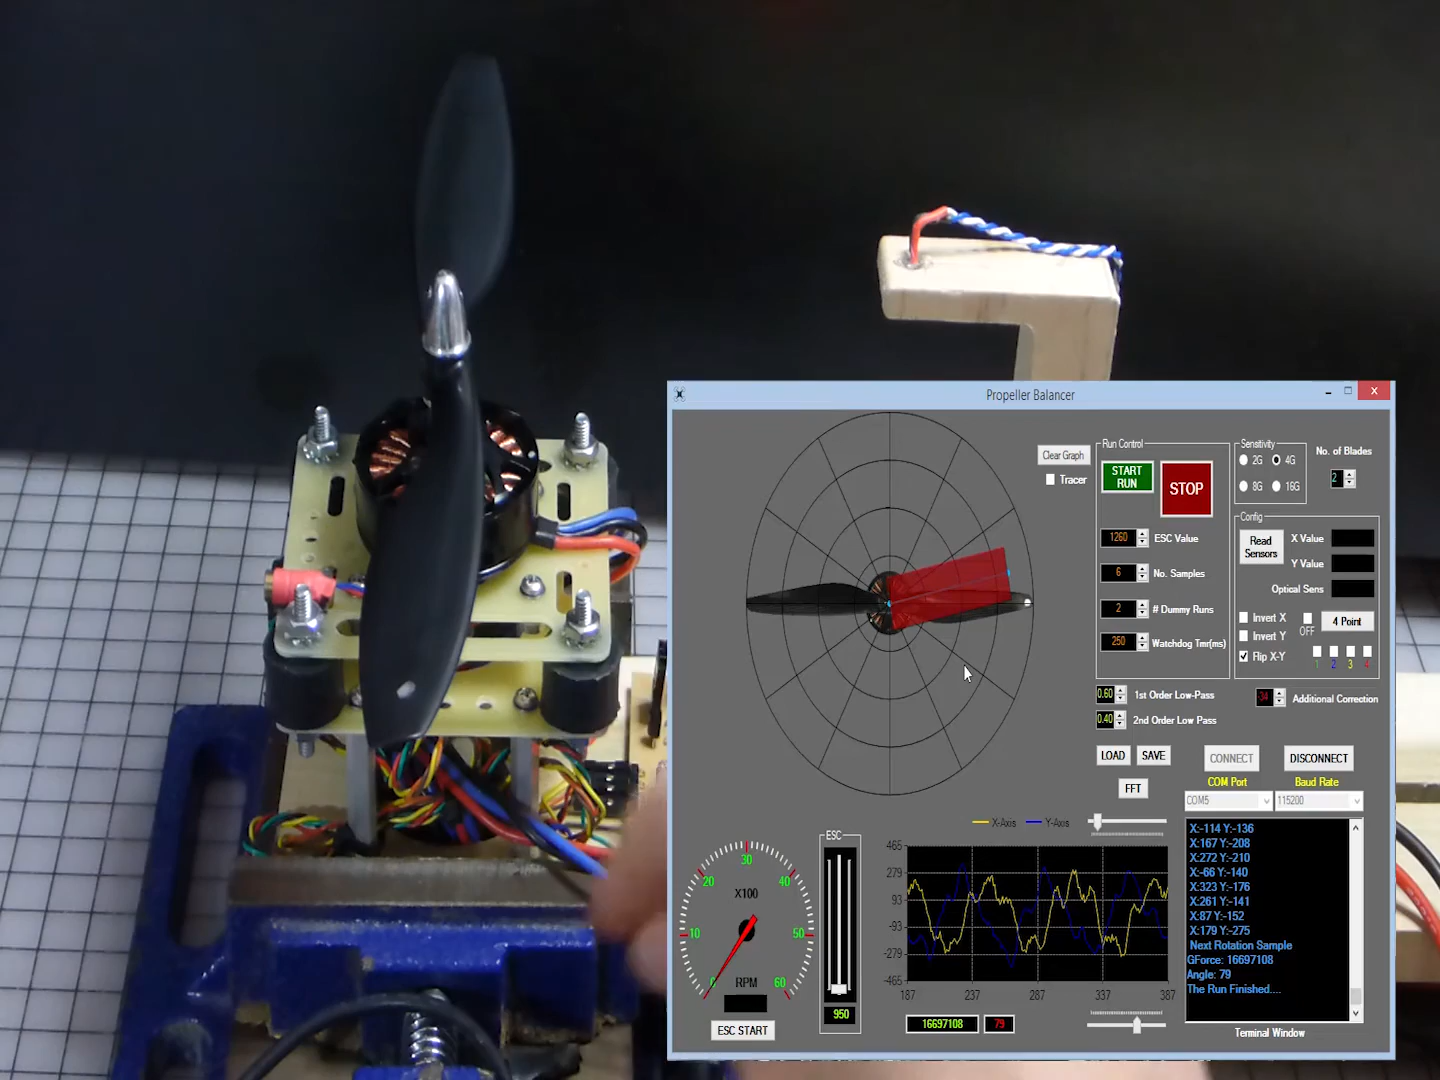 Propeller Balancer
Clear Graph
Tracer
Run Control
START RUN
STOP
1260 ESC Value
6 No. Samples
2 # Dummy Runs
250 Watchdog Tmr(ms)
Sensitivity
2G 4G
8G 16G
No. of Blades
2
Config
Read Sensors
X Value
Y Value
Optical Sens
Invert X
Invert Y
OFF
4 Point
Flip X-Y
1 2 3 4
0.60 1st Order Low-Pass
0.40 2nd Order Low Pass
-34 Additional Correction
LOAD SAVE
CONNECT DISCONNECT
FFT
COM Port Baud Rate
COM5 115200
X-Axis Y-Axis
ESC
465
279
93
-93
-279
-465
187 237 287 337 387
0 10 20 30 40 50 60
X100
RPM
ESC START
950
16697108 79
X:-114 Y:-136
X:167 Y:-208
X:272 Y:-210
X:-66 Y:-140
X:323 Y:-176
X:261 Y:-141
X:87 Y:-152
X:179 Y:-275
Next Rotation Sample
GForce: 16697108
Angle: 79
The Run Finished....
Terminal Window